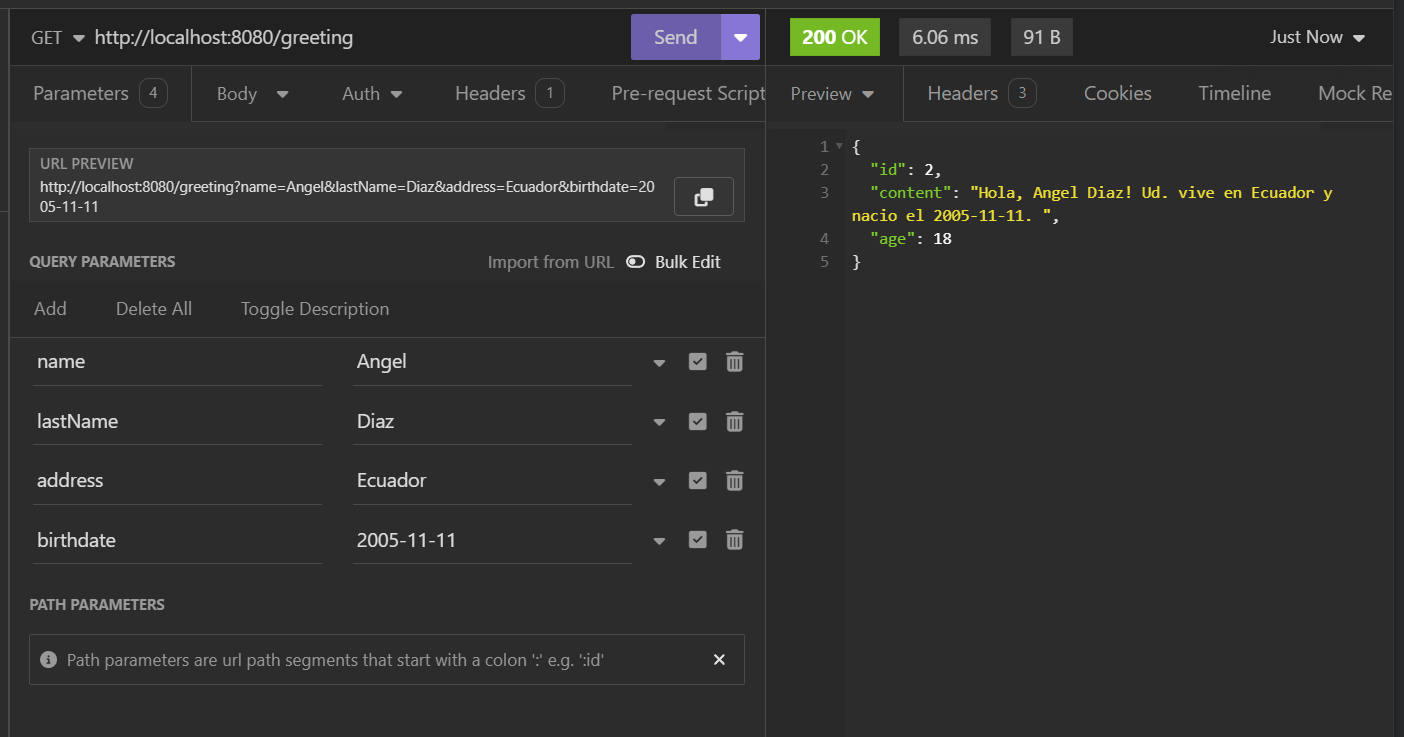 GET http://localhost:8080/greeting Send
200 OK 6.06 ms 91 B Just Now
Parameters 4 Body Auth Headers 1 Pre-request Script
Preview Headers 3 Cookies Timeline Mock Re
URL PREVIEW
http://localhost:8080/greeting?name=Angel&lastName=Diaz&address=Ecuador&birthdate=20
05-11-11
QUERY PARAMETERS Import from URL Bulk Edit
Add Delete All Toggle Description
name Angel
lastName Diaz
address Ecuador
birthdate 2005-11-11
PATH PARAMETERS
Path parameters are url path segments that start with a colon ':' e.g. ':id'
1 {
2 "id": 2,
3 "content": "Hola, Angel Diaz! Ud. vive en Ecuador y
nacio el 2005-11-11. ",
4 "age": 18
5 }